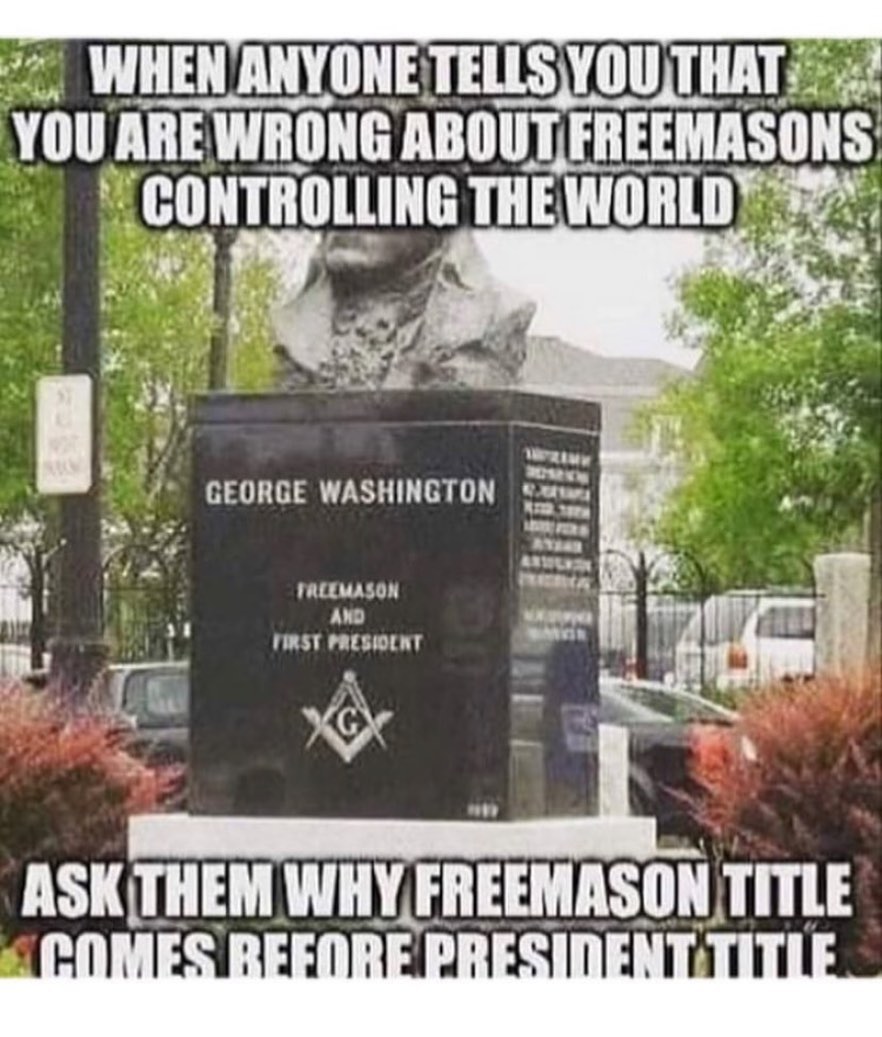 WHEN ANYONE TELLS YOU THAT
YOU ARE WRONG ABOUT FREEMASONS
CONTROLLING THE WORLD
GEORGE WASHINGTON
FREEMASON
AND
FIRST PRESIDENT
G
ASK THEM WHY FREEMASON TITLE
COMES BEFORE PRESIDENT TITLE